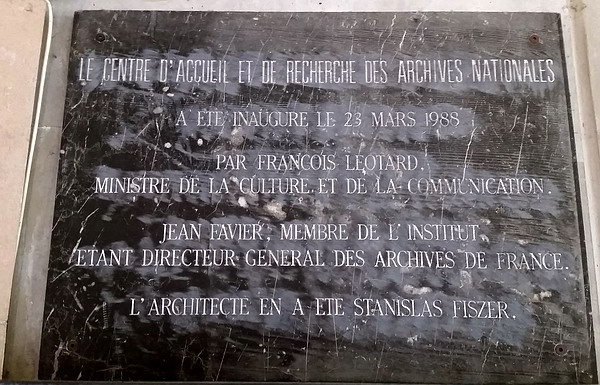 LE CENTRE D'ACCUEIL ET DE RECHERCHE DES ARCHIVES NATIONALES
A ETE INAUGURE LE 23 MARS 1988
PAR FRANCOIS LEOTARD,
MINISTRE DE LA CULTURE ET DE LA COMMUNICATION.
JEAN FAVIER, MEMBRE DE L'INSTITUT,
ETANT DIRECTEUR GENERAL DES ARCHIVES DE FRANCE.
L'ARCHITECTE EN A ETE STANISLAS FISZER.